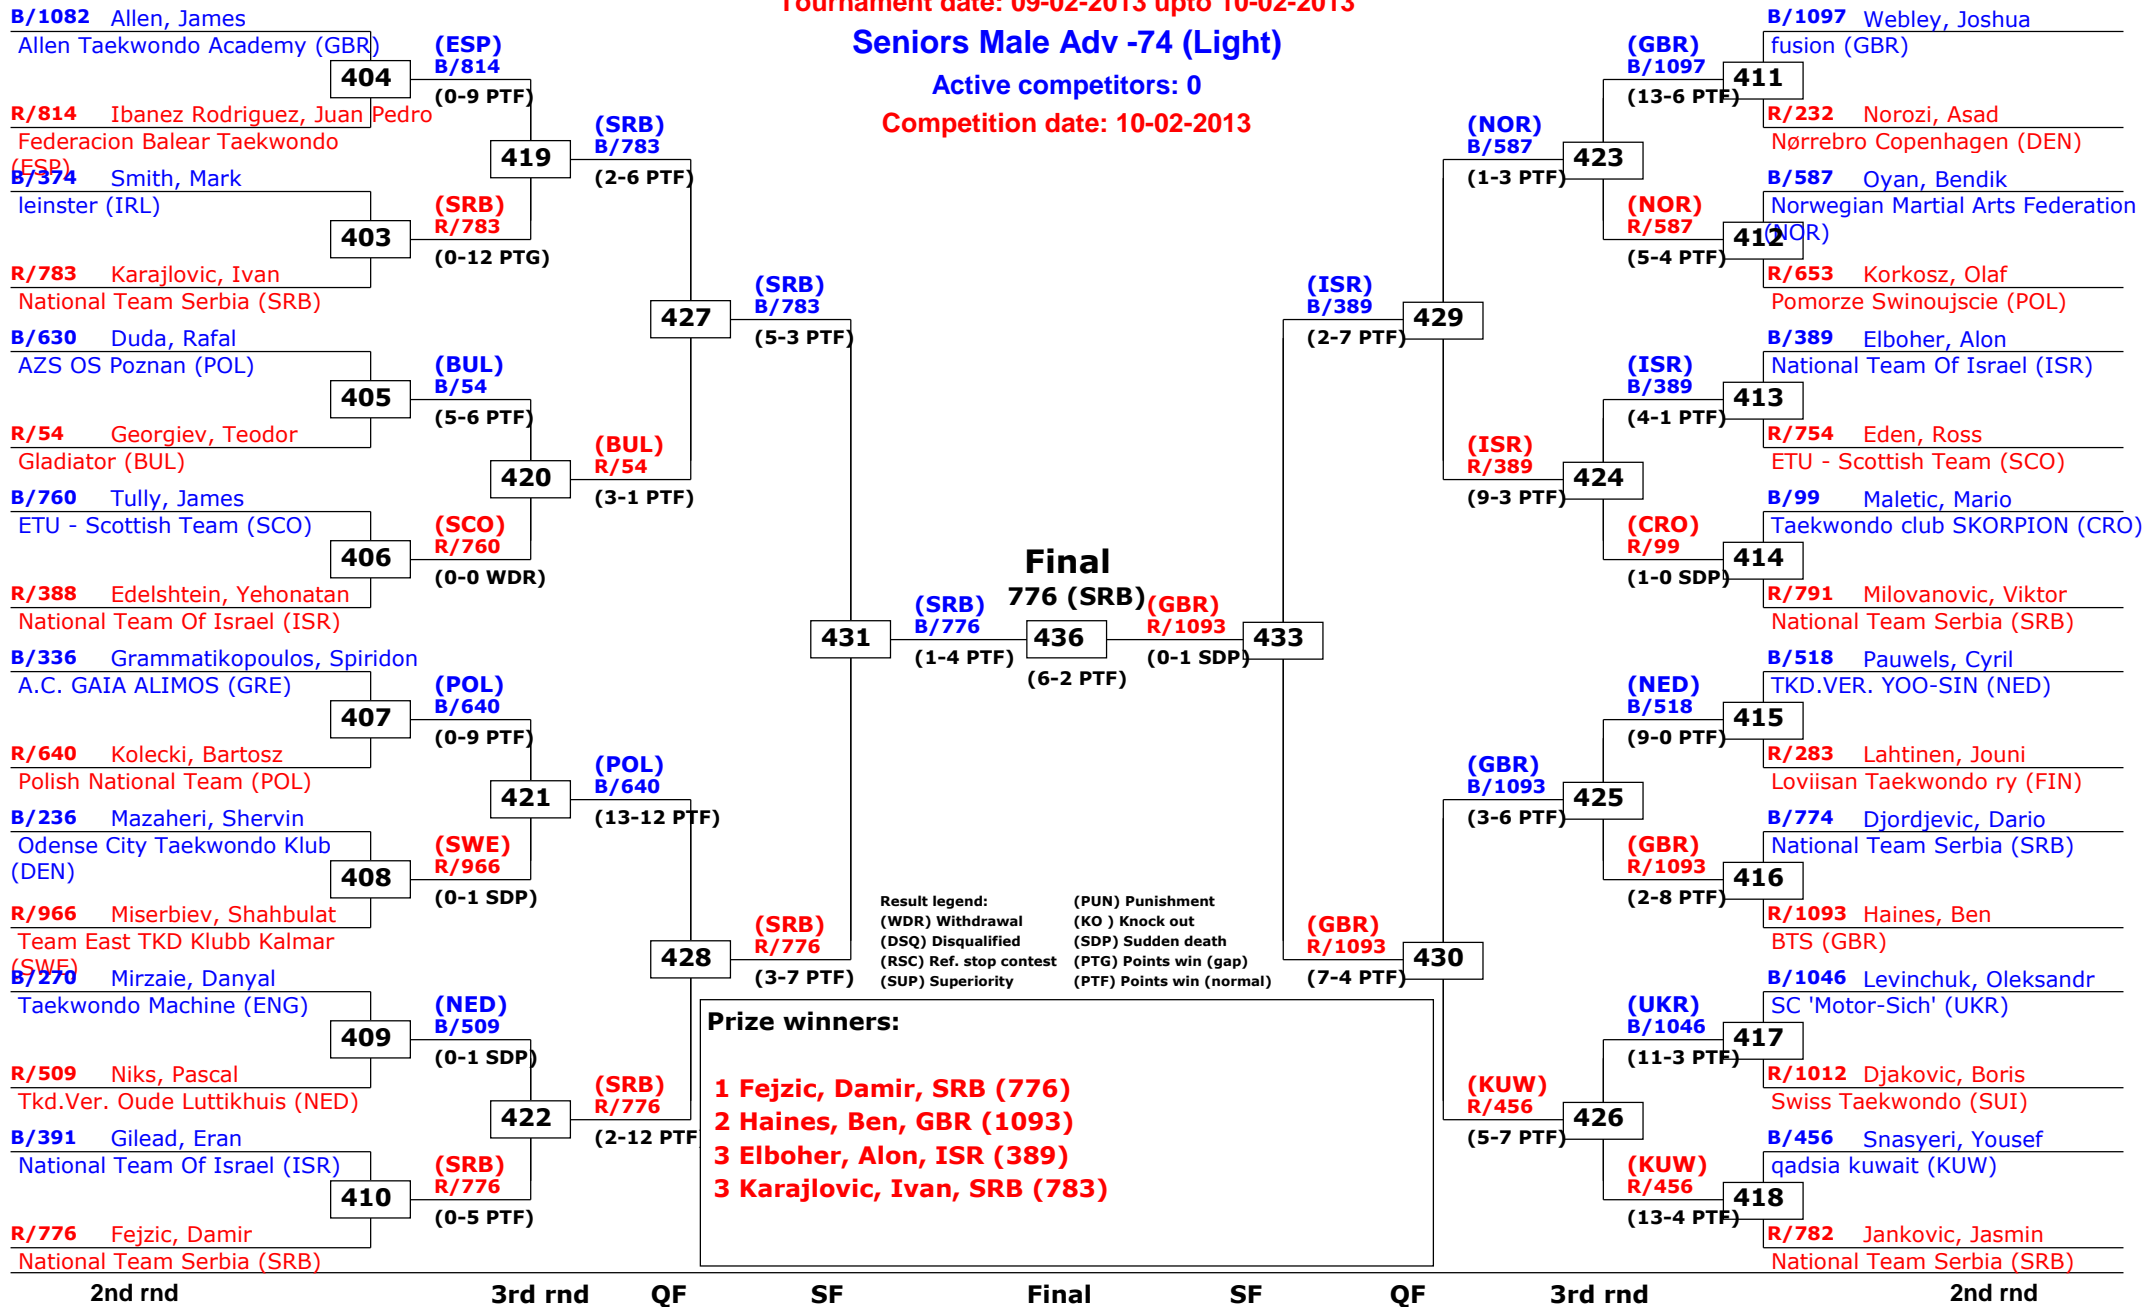 Tournament date: 09-02-2013 upto 10-02-2013
Seniors Male Adv -74 (Light)
Active competitors: 0
Competition date: 10-02-2013
B/1082 Allen, James
Allen Taekwondo Academy (GBR)
404
R/814 Ibanez Rodriguez, Juan Pedro
Federacion Balear Taekwondo
(ESP)
B/374 Smith, Mark
leinster (IRL)
403
R/783 Karajlovic, Ivan
National Team Serbia (SRB)
B/630 Duda, Rafal
AZS OS Poznan (POL)
405
R/54 Georgiev, Teodor
Gladiator (BUL)
B/760 Tully, James
ETU - Scottish Team (SCO)
406
R/388 Edelshtein, Yehonatan
National Team Of Israel (ISR)
B/336 Grammatikopoulos, Spiridon
A.C. GAIA ALIMOS (GRE)
407
R/640 Kolecki, Bartosz
Polish National Team (POL)
B/236 Mazaheri, Shervin
Odense City Taekwondo Klub
(DEN)
408
R/966 Miserbiev, Shahbulat
Team East TKD Klubb Kalmar
(SWE)
B/270 Mirzaie, Danyal
Taekwondo Machine (ENG)
409
R/509 Niks, Pascal
Tkd.Ver. Oude Luttikhuis (NED)
B/391 Gilead, Eran
National Team Of Israel (ISR)
410
R/776 Fejzic, Damir
National Team Serbia (SRB)
(ESP)
B/814
(0-9 PTF)
419
(SRB)
R/783
(0-12 PTG)
(BUL)
B/54
(5-6 PTF)
420
(SCO)
R/760
(0-0 WDR)
(POL)
B/640
(0-9 PTF)
421
(SWE)
R/966
(0-1 SDP)
(NED)
B/509
(0-1 SDP)
422
(SRB)
R/776
(0-5 PTF)
(SRB)
B/783
(2-6 PTF)
427
(BUL)
R/54
(3-1 PTF)
(POL)
B/640
(13-12 PTF)
428
(SRB)
R/776
(2-12 PTF)
(SRB)
B/783
(5-3 PTF)
431
(SRB)
R/776
(3-7 PTF)
(SRB)
B/776
(1-4 PTF)
Final
776 (SRB)
436
(6-2 PTF)
(GBR)
R/1093
(0-1 SDP)
433
(ISR)
B/389
(2-7 PTF)
429
(GBR)
R/1093
(7-4 PTF)
430
(NOR)
B/587
(1-3 PTF)
423
(ISR)
R/389
(9-3 PTF)
424
(GBR)
B/1093
(3-6 PTF)
425
(KUW)
R/456
(5-7 PTF)
426
(GBR)
B/1097
(13-6 PTF)
(NOR)
R/587
(5-4 PTF)
(ISR)
B/389
(4-1 PTF)
(CRO)
R/99
(1-0 SDP)
(NED)
B/518
(9-0 PTF)
(GBR)
R/1093
(2-8 PTF)
(UKR)
B/1046
(11-3 PTF)
(KUW)
R/456
(13-4 PTF)
B/1097 Webley, Joshua
fusion (GBR)
411
R/232 Norozi, Asad
Nørrebro Copenhagen (DEN)
B/587 Oyan, Bendik
Norwegian Martial Arts Federation
(NOR)
412
R/653 Korkosz, Olaf
Pomorze Swinoujscie (POL)
B/389 Elboher, Alon
National Team Of Israel (ISR)
413
R/754 Eden, Ross
ETU - Scottish Team (SCO)
B/99 Maletic, Mario
Taekwondo club SKORPION (CRO)
414
R/791 Milovanovic, Viktor
National Team Serbia (SRB)
B/518 Pauwels, Cyril
TKD.VER. YOO-SIN (NED)
415
R/283 Lahtinen, Jouni
Loviisan Taekwondo ry (FIN)
B/774 Djordjevic, Dario
National Team Serbia (SRB)
416
R/1093 Haines, Ben
BTS (GBR)
B/1046 Levinchuk, Oleksandr
SC 'Motor-Sich' (UKR)
417
R/1012 Djakovic, Boris
Swiss Taekwondo (SUI)
B/456 Snasyeri, Yousef
qadsia kuwait (KUW)
418
R/782 Jankovic, Jasmin
National Team Serbia (SRB)
Result legend: (PUN) Punishment
(WDR) Withdrawal (KO ) Knock out
(DSQ) Disqualified (SDP) Sudden death
(RSC) Ref. stop contest (PTG) Points win (gap)
(SUP) Superiority (PTF) Points win (normal)
Prize winners:
1 Fejzic, Damir, SRB (776)
2 Haines, Ben, GBR (1093)
3 Elboher, Alon, ISR (389)
3 Karajlovic, Ivan, SRB (783)
2nd rnd 3rd rnd QF SF Final SF QF 3rd rnd 2nd rnd